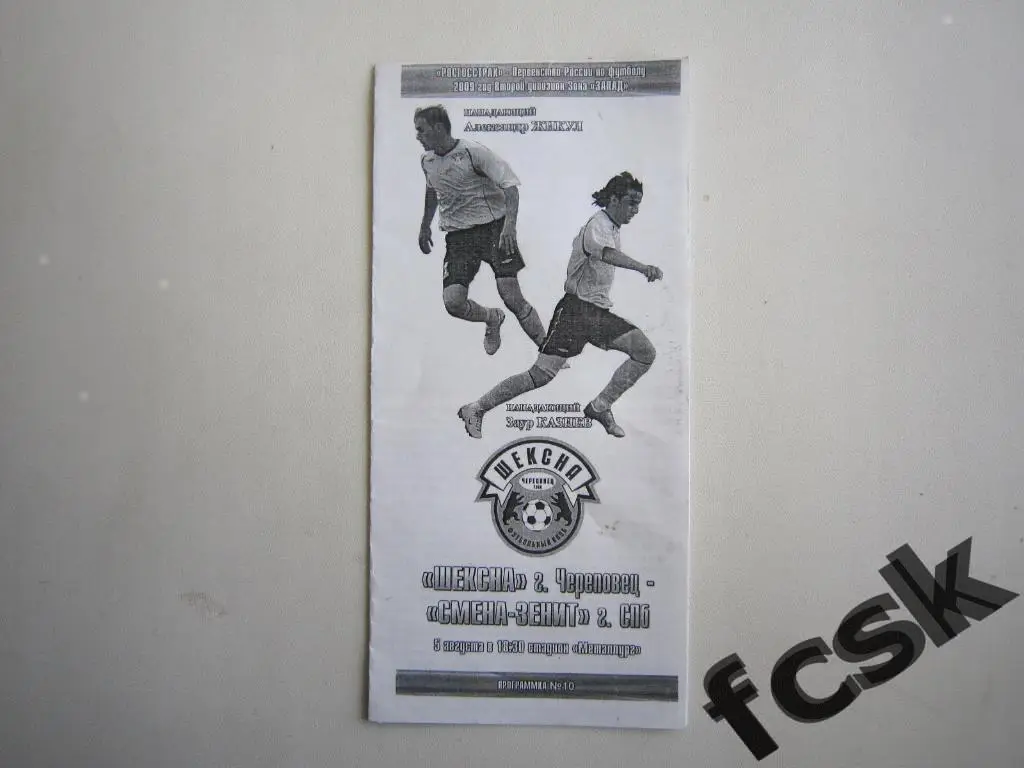 «РОСГОССТРАХ» - Первенство России по футболу
2009 год Второй дивизион Зона «ЗАПАД»
НАПАДАЮЩИЙ
Александр ЖИКУЛ
НАПАДАЮЩИЙ
Заур КАЗИЕВ
ШЕКСНА
ЧЕРЕПОВЕЦ
ФУТБОЛЬНЫЙ КЛУБ
«ШЕКСНА» г. Череповец -
«СМЕНА-ЗЕНИТ» г. СПб
5 августа в 18:30 стадион «Металлург»
ПРОГРАММКА №10
fcsk